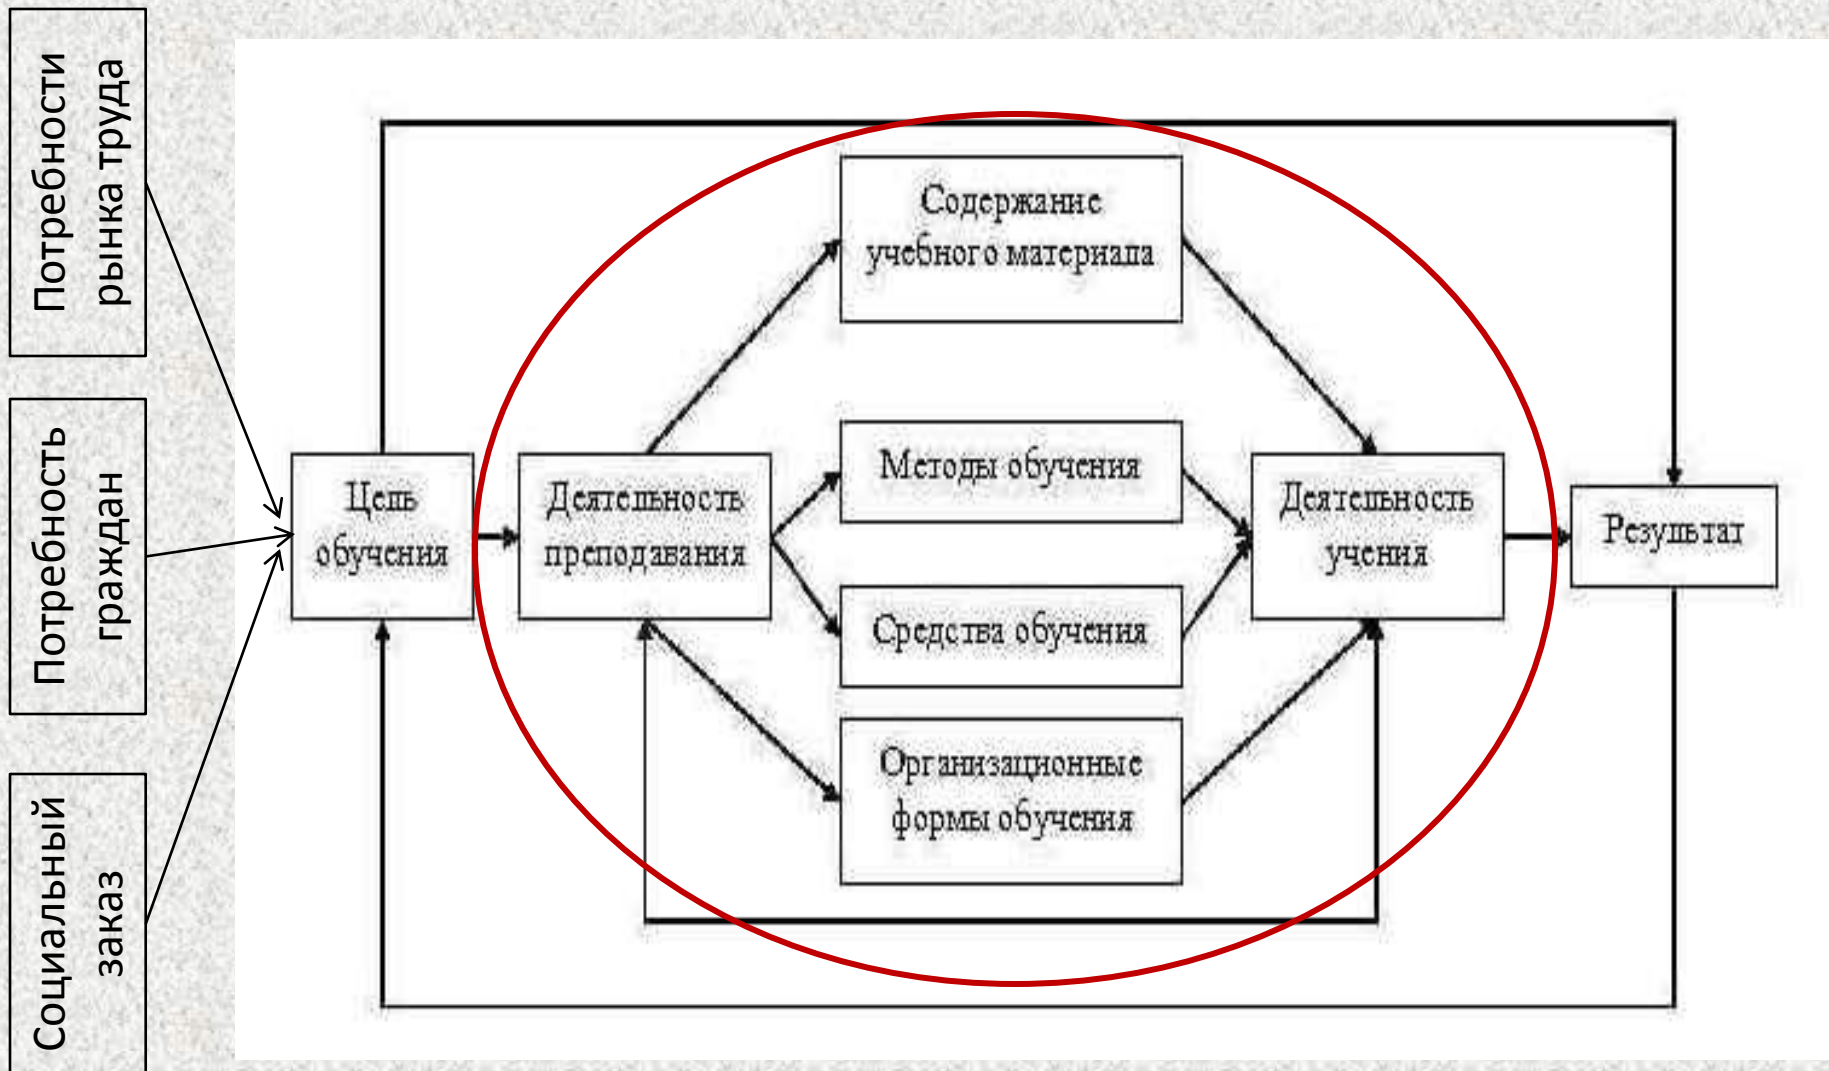 Потребности
рынка труда
Потребность
граждан
Социальный
заказ
Цель
обучения
Деятельность
преподавания
Содержание
учебного материала
Методы обучения
Средства обучения
Организационные
формы обучения
Деятельность
учения
Результат